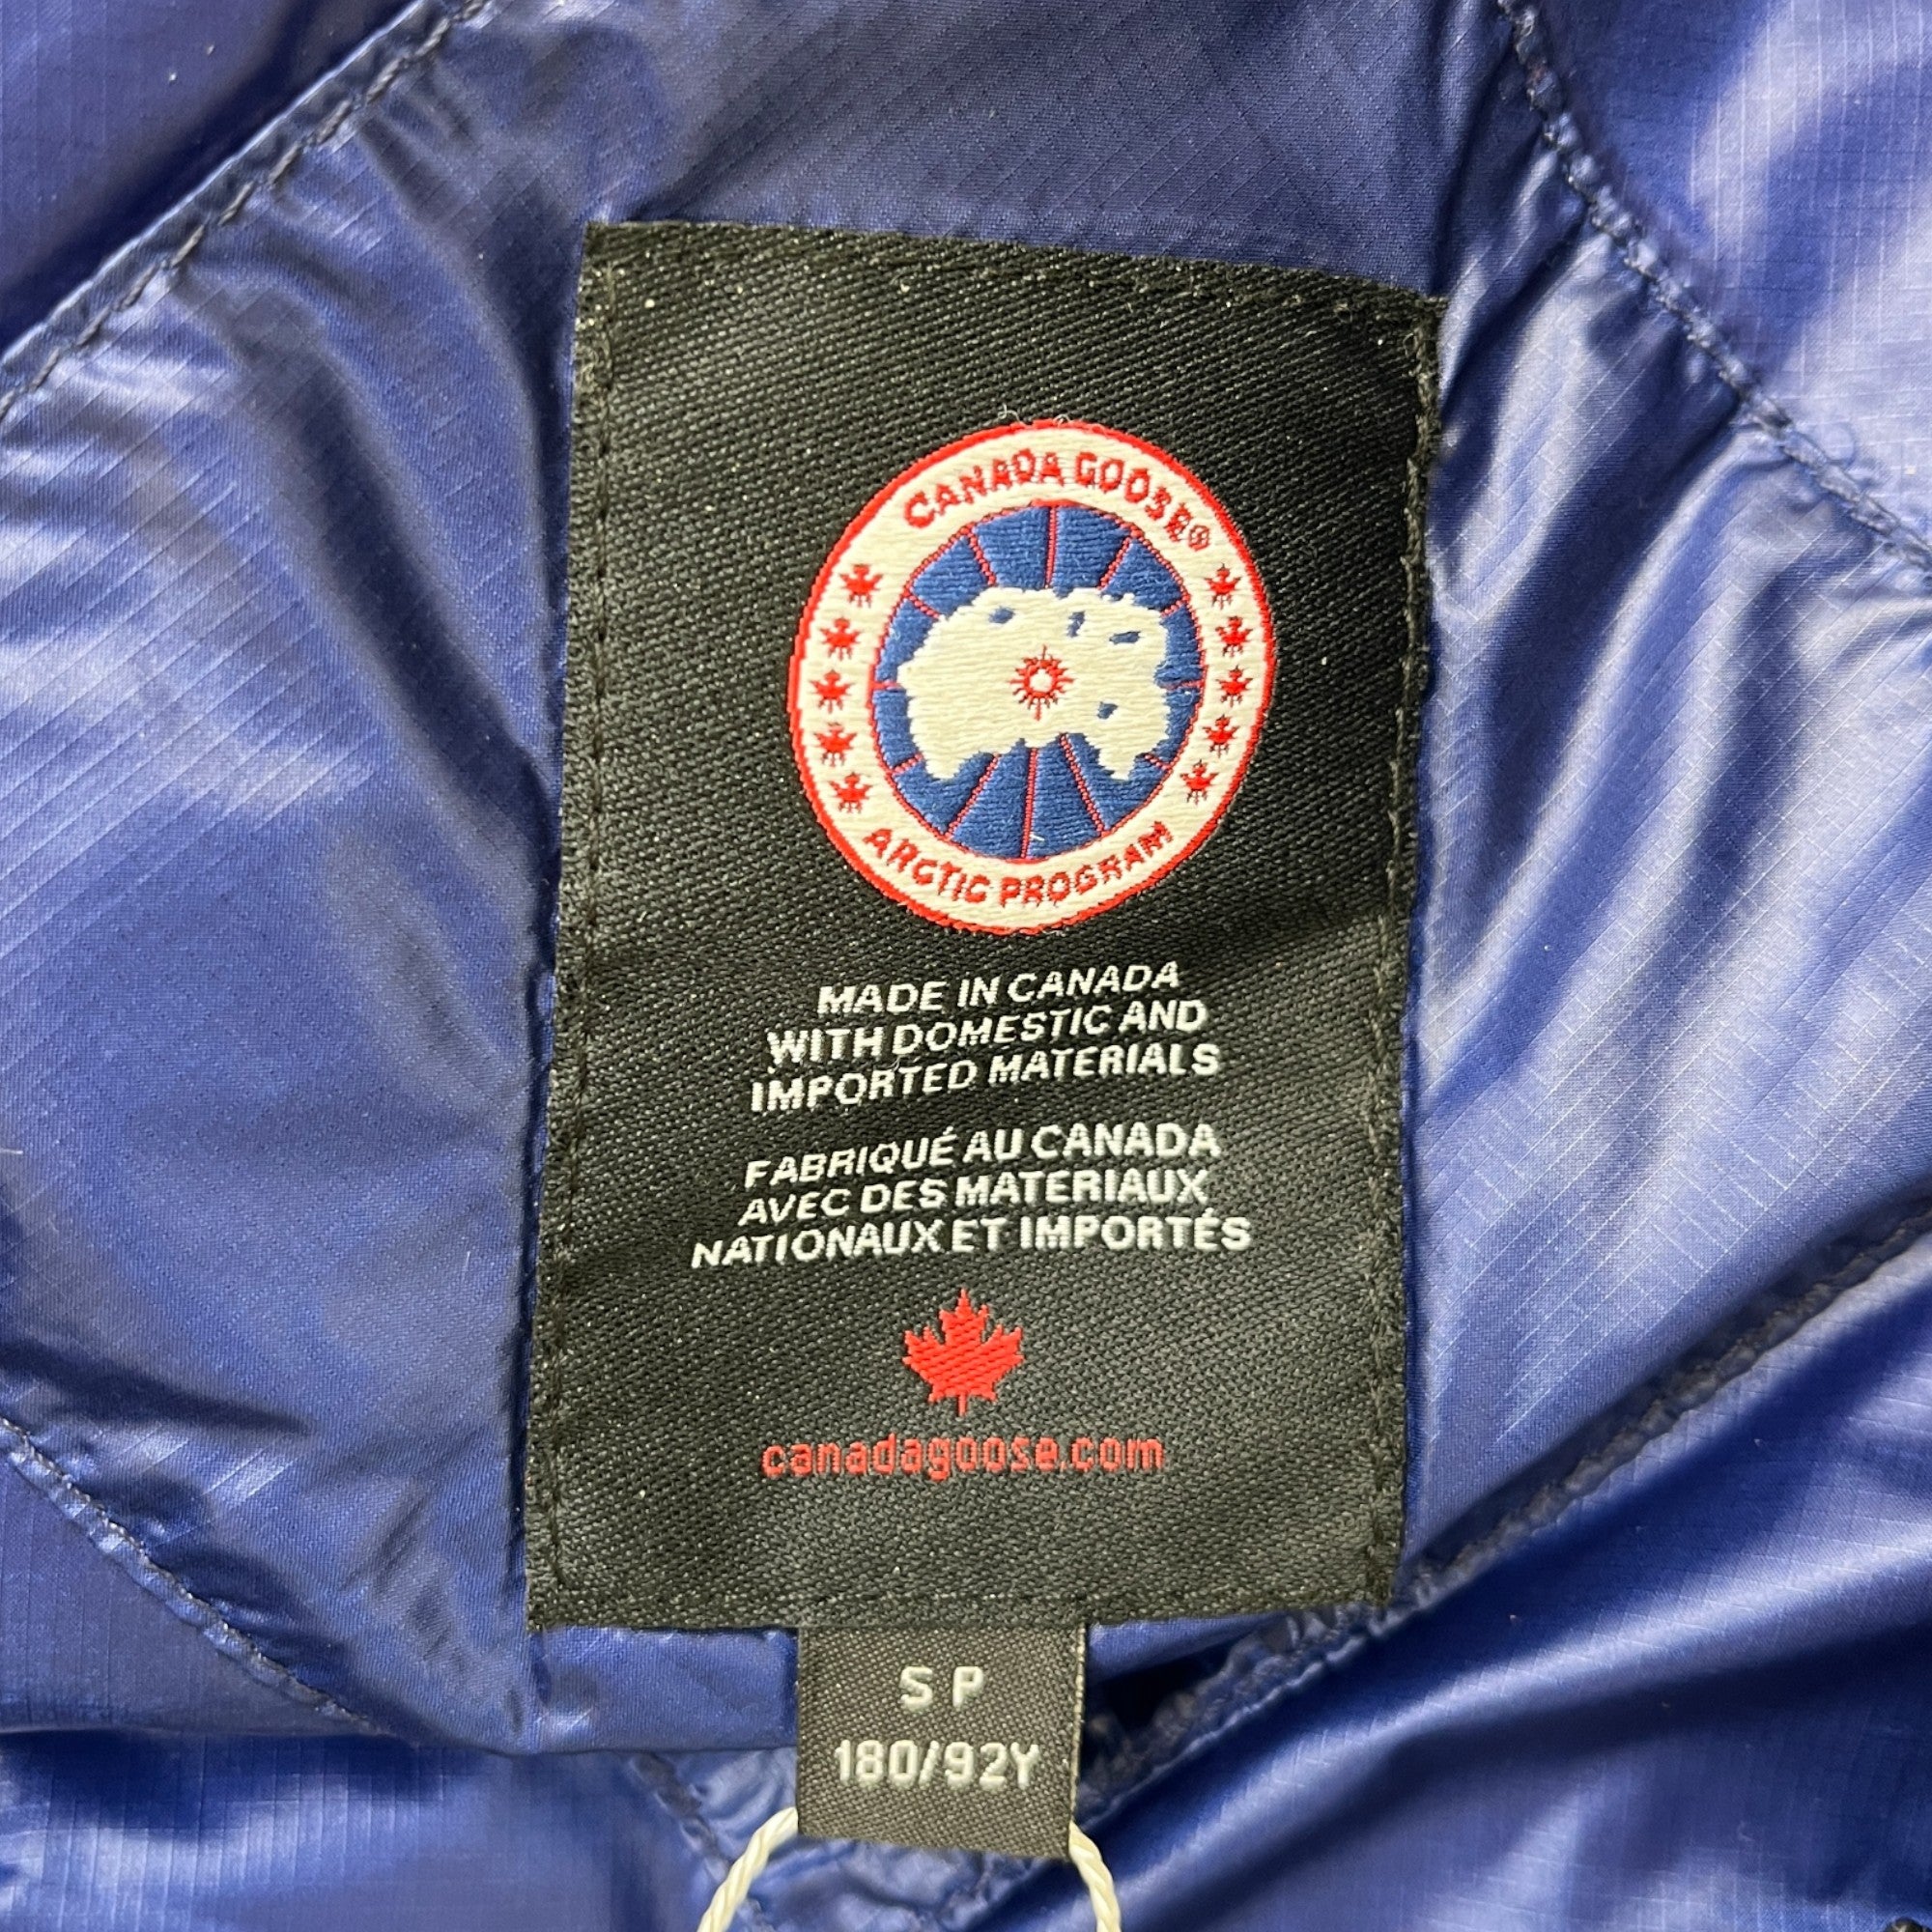 CANADA GOOSE®
ARCTIC PROGRAM
MADE IN CANADA
WITH DOMESTIC AND
IMPORTED MATERIALS
FABRIQUÉ AU CANADA
AVEC DES MATERIAUX
NATIONAUX ET IMPORTÉS
canadagoose.com
S P
180/92Y